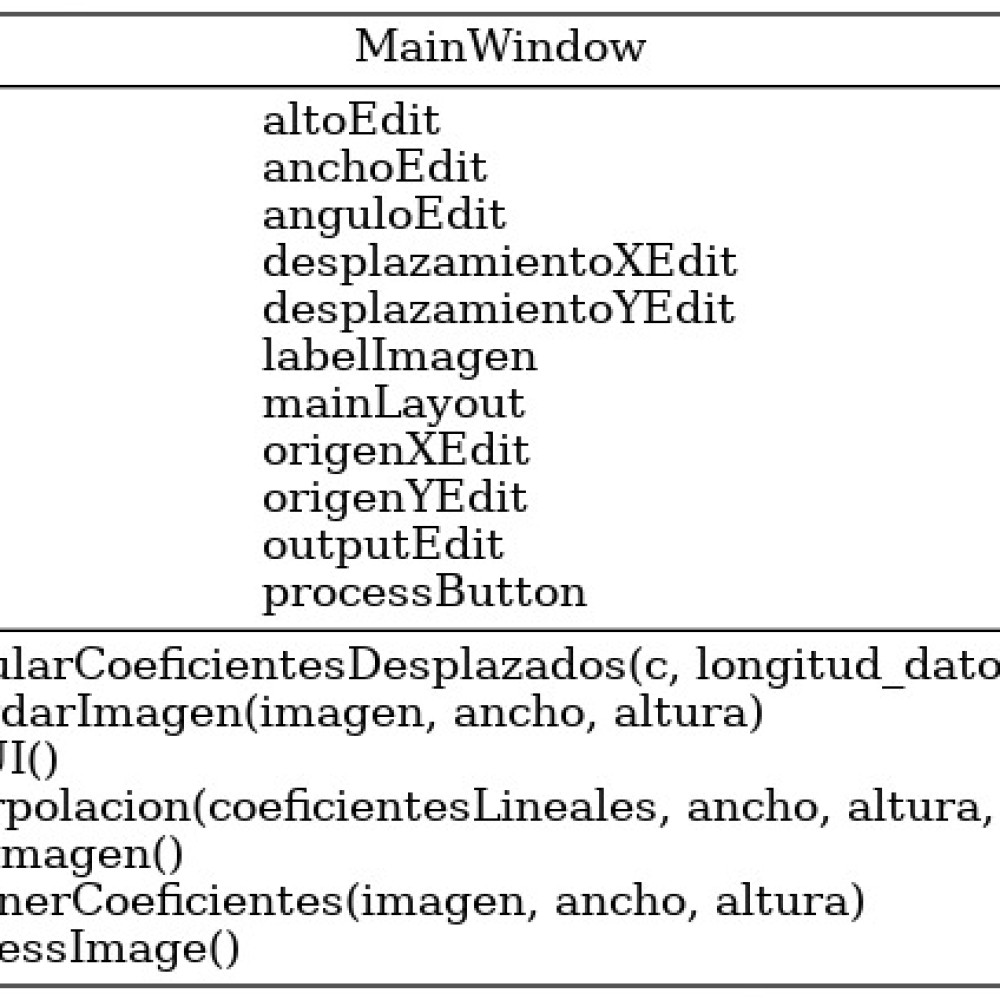 MainWindow
altoEdit
anchoEdit
anguloEdit
desplazamientoXEdit
desplazamientoYEdit
labelImagen
mainLayout
origenXEdit
origenYEdit
outputEdit
processButton
ularCoeficientesDesplazados(c, longitud_dato
darImagen(imagen, ancho, altura)
UI()
rpolacion(coeficientesLineales, ancho, altura,
magen()
nerCoeficientes(imagen, ancho, altura)
essImage()